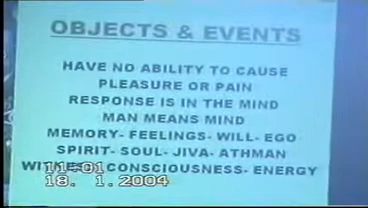 OBJECTS & EVENTS
HAVE NO ABILITY TO CAUSE
PLEASURE OR PAIN
RESPONSE IS IN THE MIND
MAN MEANS MIND
MEMORY- FEELINGS- WILL- EGO
SPIRIT- SOUL- JIVA- ATHMAN
CONSCIOUSNESS- ENERGY
11:01
18. 1.2004